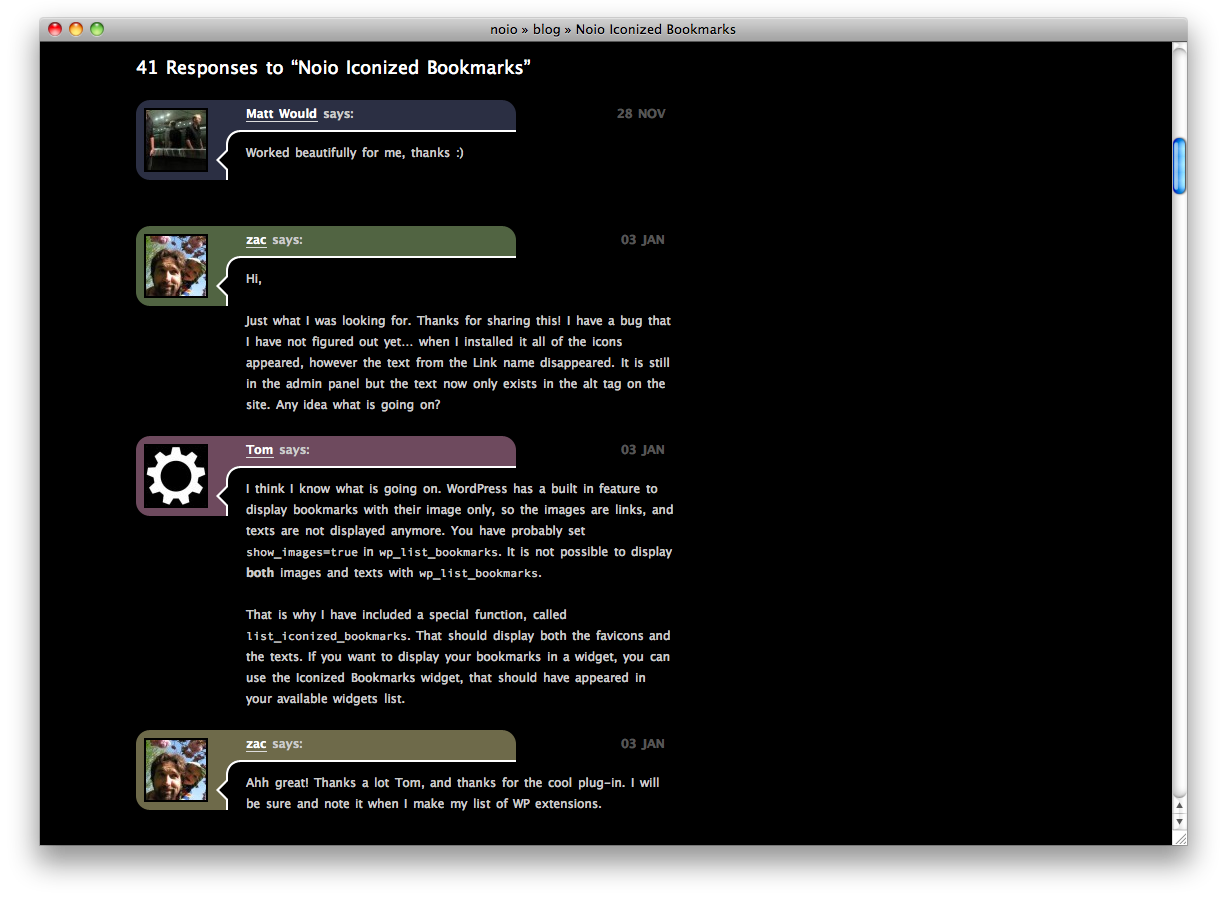 noio » blog » Noio Iconized Bookmarks
41 Responses to “Noio Iconized Bookmarks”
Matt Would says:
28 NOV
Worked beautifully for me, thanks :)
zac says:
03 JAN
Hi,
Just what I was looking for. Thanks for sharing this! I have a bug that
I have not figured out yet... when I installed it all of the icons
appeared, however the text from the Link name disappeared. It is still
in the admin panel but the text now only exists in the alt tag on the
site. Any idea what is going on?
Tom says:
03 JAN
I think I know what is going on. WordPress has a built in feature to
display bookmarks with their image only, so the images are links, and
texts are not displayed anymore. You have probably set
show_images=true in wp_list_bookmarks. It is not possible to display
both images and texts with wp_list_bookmarks.
That is why I have included a special function, called
list_iconized_bookmarks. That should display both the favicons and
the texts. If you want to display your bookmarks in a widget, you can
use the Iconized Bookmarks widget, that should have appeared in
your available widgets list.
zac says:
03 JAN
Ahh great! Thanks a lot Tom, and thanks for the cool plug-in. I will
be sure and note it when I make my list of WP extensions.